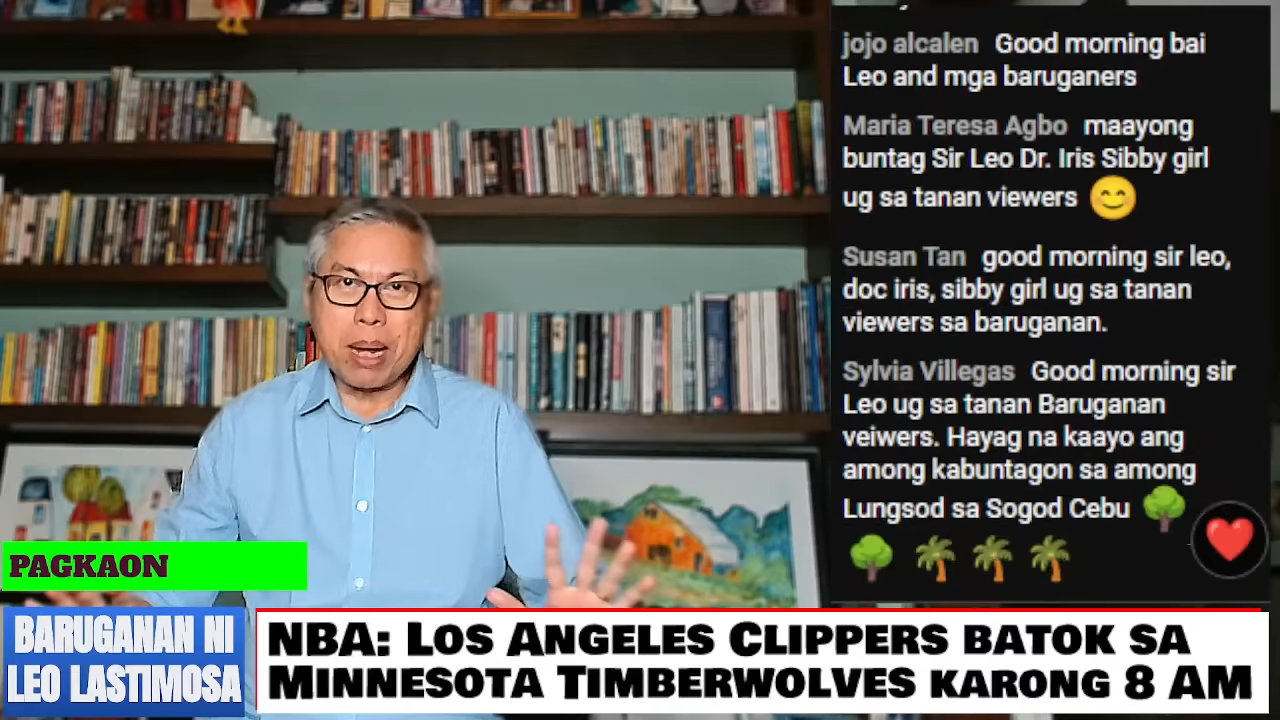 jojo alcalen Good morning bai
Leo and mga baruganers
Maria Teresa Agbo maayong
buntag Sir Leo Dr. Iris Sibby girl
ug sa tanan viewers 😊
Susan Tan good morning sir leo,
doc iris, sibby girl ug sa tanan
viewers sa baruganan.
Sylvia Villegas Good morning sir
Leo ug sa tanan Baruganan
veiwers. Hayag na kaayo ang
among kabuntagon sa among
Lungsod sa Sogod Cebu 🌳
🌳 🌴 🌴 🌴
PAGKAON
BARUGANAN NI
LEO LASTIMOSA
NBA: LOS ANGELES CLIPPERS BATOK SA
MINNESOTA TIMBERWOLVES KARONG 8 AM